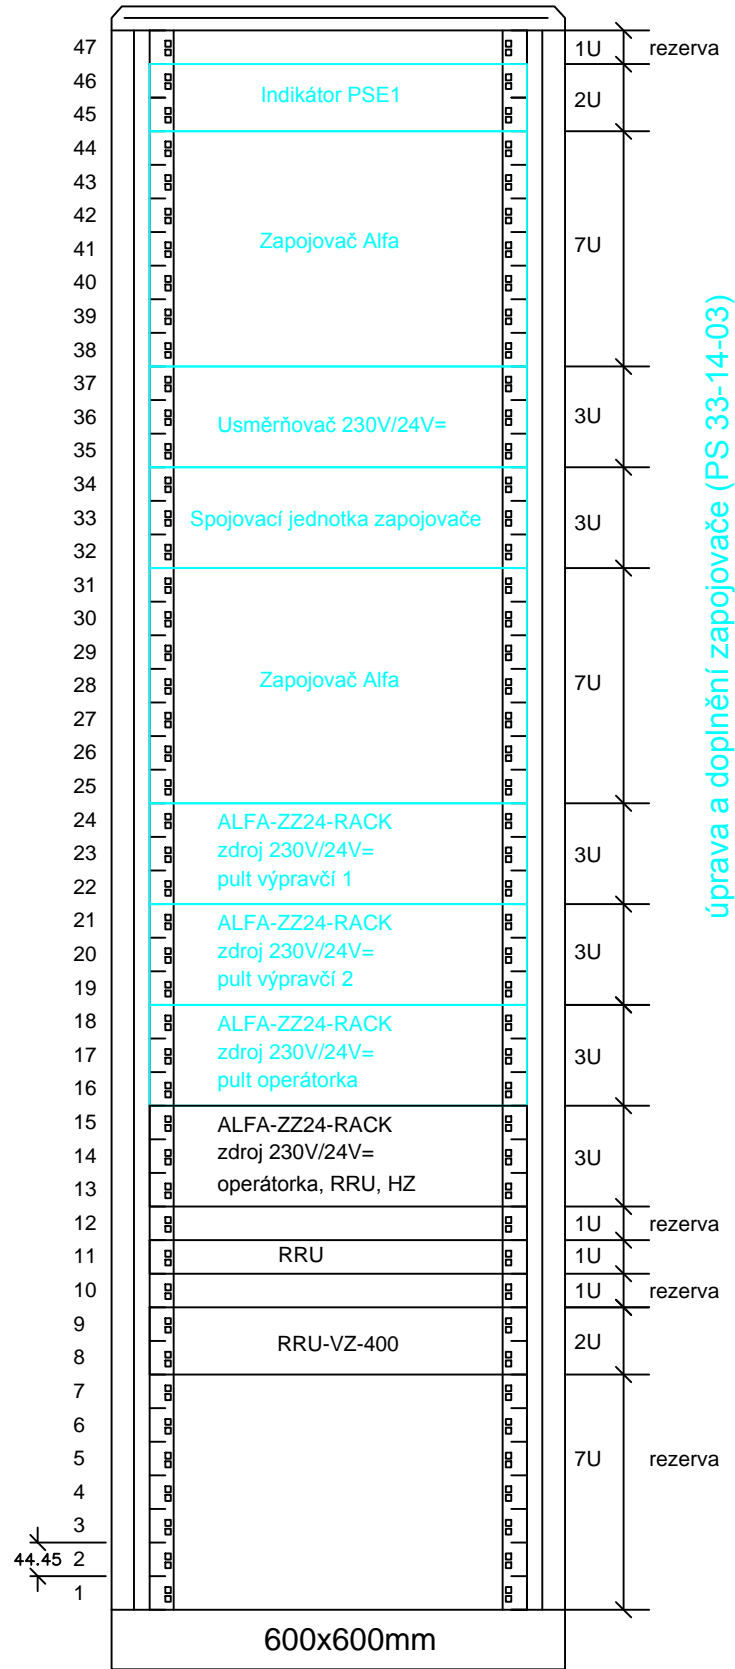 47 1U rezerva
46
Indikátor PSE1
45 2U
44
43
42
41 Zapojovač Alfa 7U
40
39
38
37
36 Usměrňovač 230V/24V= 3U
35
34
33 Spojovací jednotka zapojovače 3U
32
31
30
29
28 Zapojovač Alfa 7U
27
26
25
24 ALFA-ZZ24-RACK
23 zdroj 230V/24V= 3U
22 pult výpravčí 1
21 ALFA-ZZ24-RACK
20 zdroj 230V/24V= 3U
19 pult výpravčí 2
18 ALFA-ZZ24-RACK
17 zdroj 230V/24V= 3U
16 pult operátorka
15 ALFA-ZZ24-RACK
14 zdroj 230V/24V= 3U
13 operátorka, RRU, HZ
12 1U rezerva
11 RRU 1U
10 1U rezerva
9 2U
8 RRU-VZ-400
7
6
5 7U rezerva
4
3
44.45 2
1
600x600mm
úprava a doplnění zapojovače (PS 33-14-03)